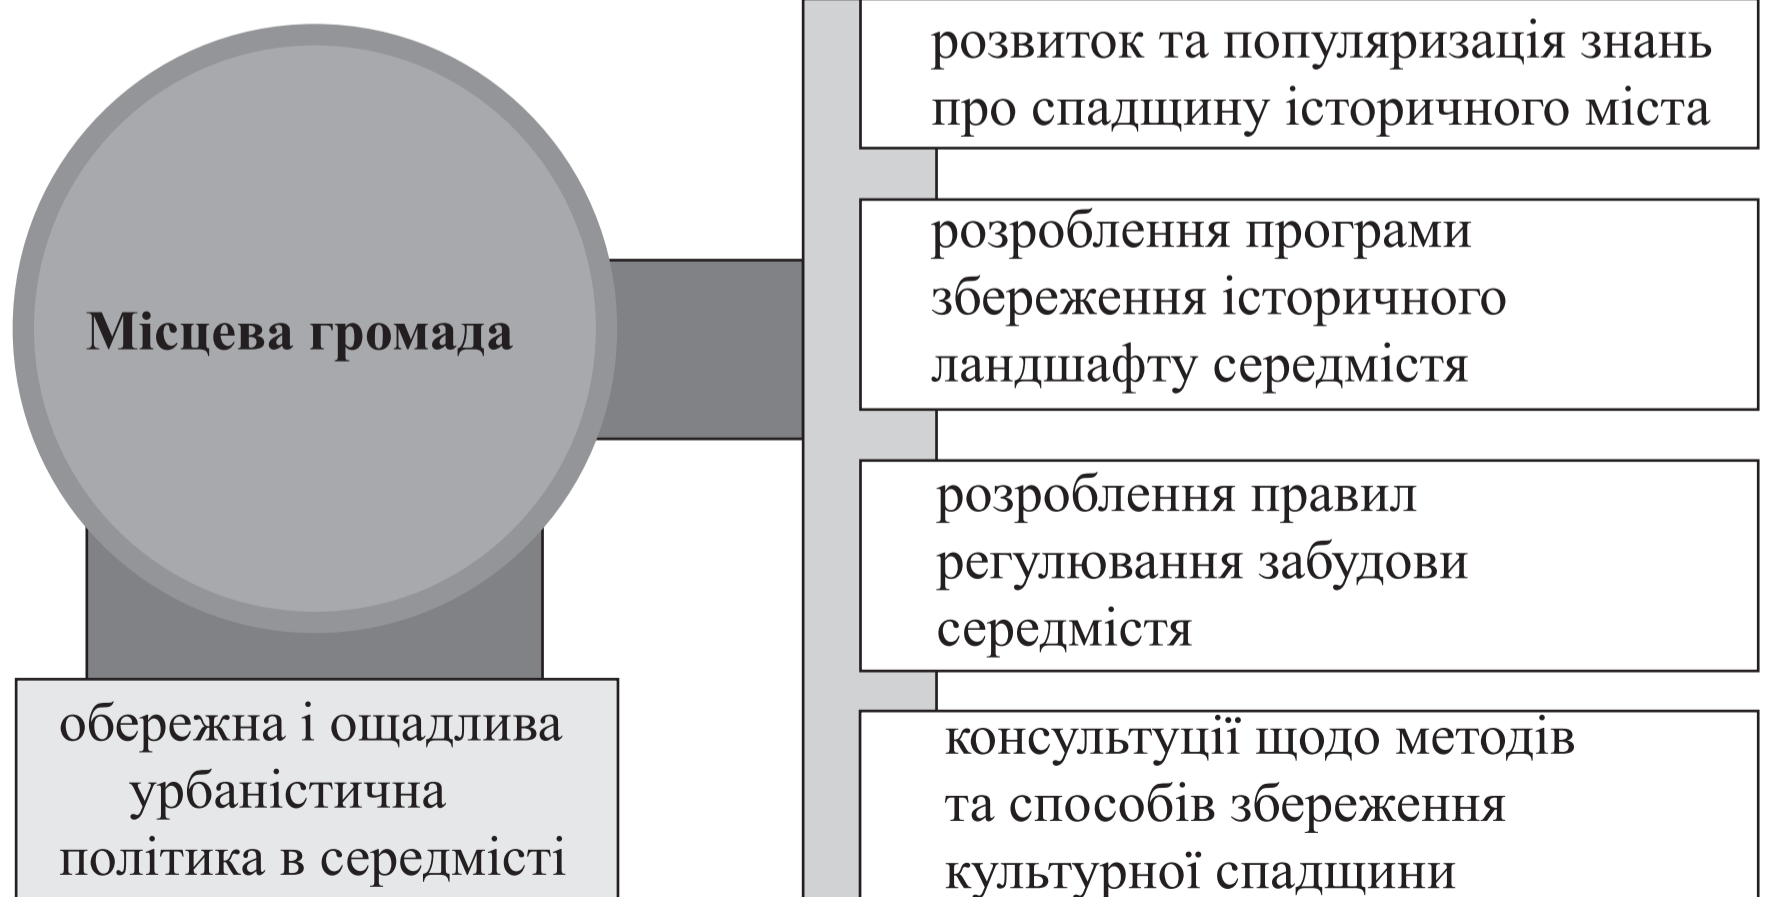 Місцева громада
обережна і ощадлива
урбаністична
політика в середмісті
розвиток та популяризація знань
про спадщину історичного міста
розроблення програми
збереження історичного
ландшафту середмістя
розроблення правил
регулювання забудови
середмістя
консультуції щодо методів
та способів збереження
культурної спадщини